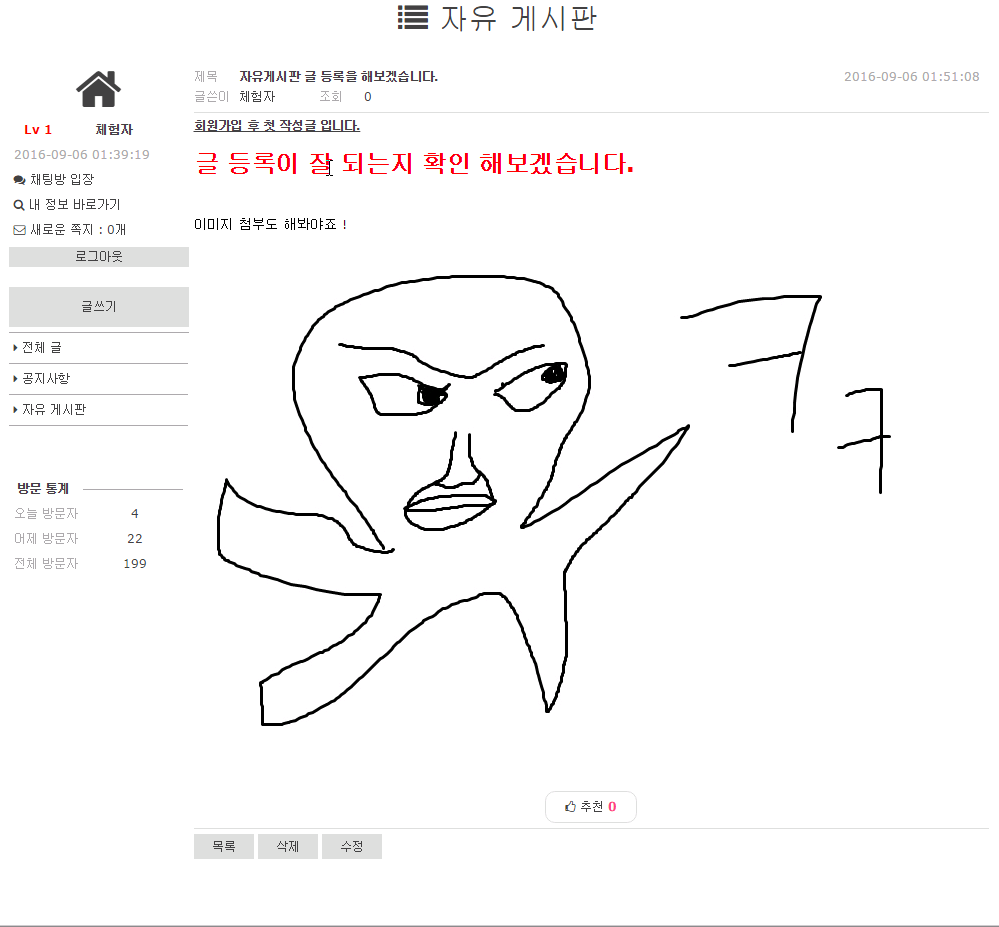 자유 게시판
Lv 1 체험자
2016-09-06 01:39:19
채팅방 입장
내 정보 바로가기
새로운 쪽지 : 0개
로그아웃
글쓰기
전체 글
공지사항
자유 게시판
방문 통계
오늘 방문자 4
어제 방문자 22
전체 방문자 199
제목 자유게시판 글 등록을 해보겠습니다. 2016-09-06 01:51:08
글쓴이 체험자 조회 0
회원가입 후 첫 작성글 입니다.
글 등록이 잘 되는지 확인 해보겠습니다.
이미지 첨부도 해봐야죠 !
ㅋ
ㅋ
추천 0
목록 삭제 수정